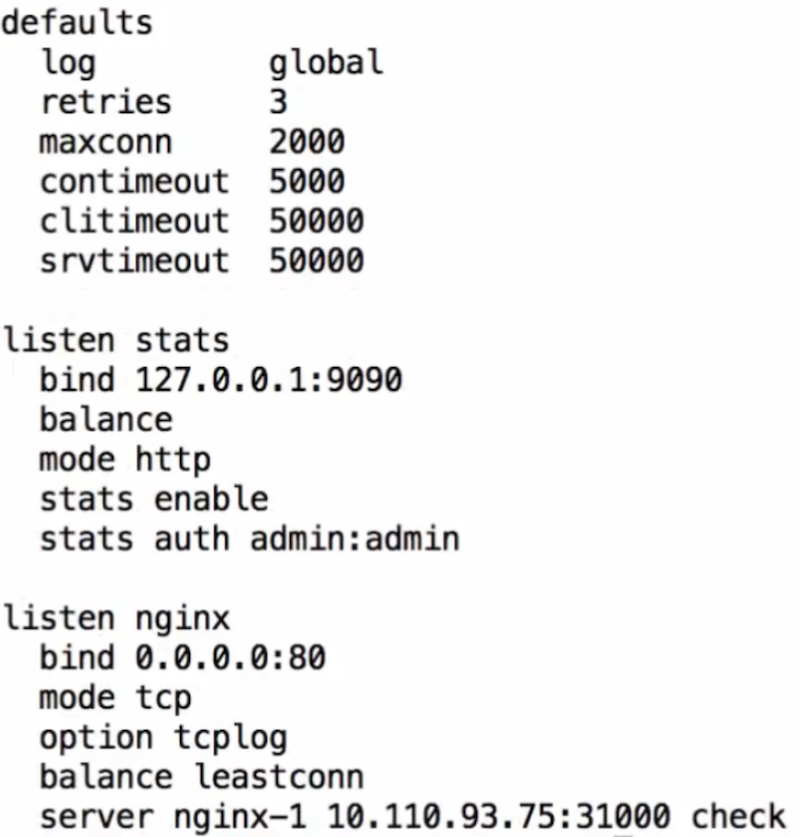 defaults
  log         global
  retries     3
  maxconn     2000
  contimeout  5000
  clitimeout  50000
  srvtimeout  50000

listen stats
  bind 127.0.0.1:9090
  balance
  mode http
  stats enable
  stats auth admin:admin

listen nginx
  bind 0.0.0.0:80
  mode tcp
  option tcplog
  balance leastconn
  server nginx-1 10.110.93.75:31000 check